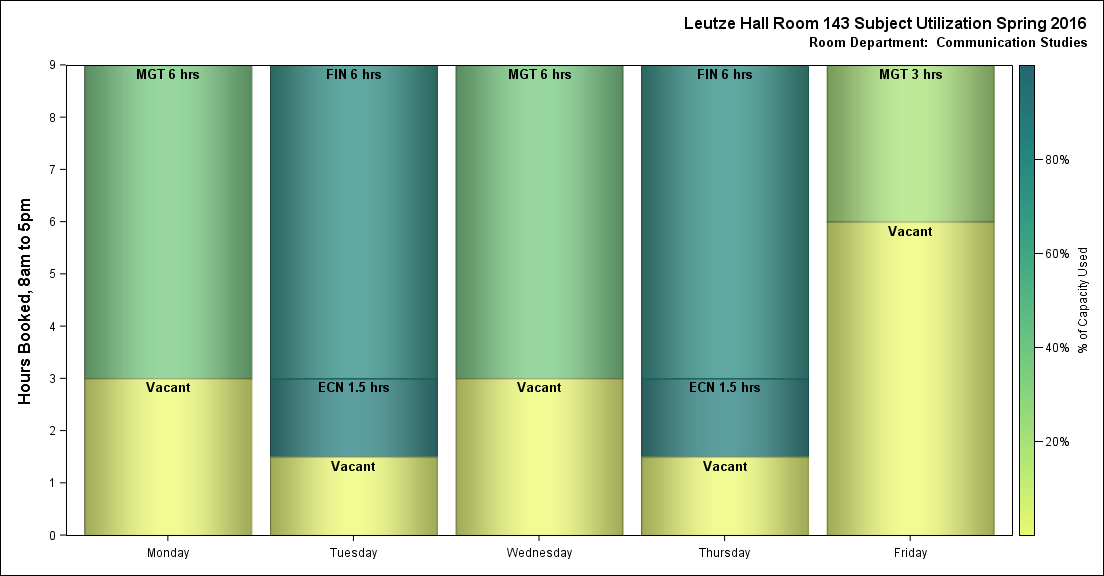 Leutze Hall Room 143 Subject Utilization Spring 2016
Room Department:  Communication Studies
Hours Booked, 8am to 5pm
9
8
7
6
5
4
3
2
1
0
MGT 6 hrs
Vacant
FIN 6 hrs
ECN 1.5 hrs
Vacant
MGT 6 hrs
Vacant
FIN 6 hrs
ECN 1.5 hrs
Vacant
MGT 3 hrs
Vacant
Monday
Tuesday
Wednesday
Thursday
Friday
80%
60%
40%
20%
% of Capacity Used